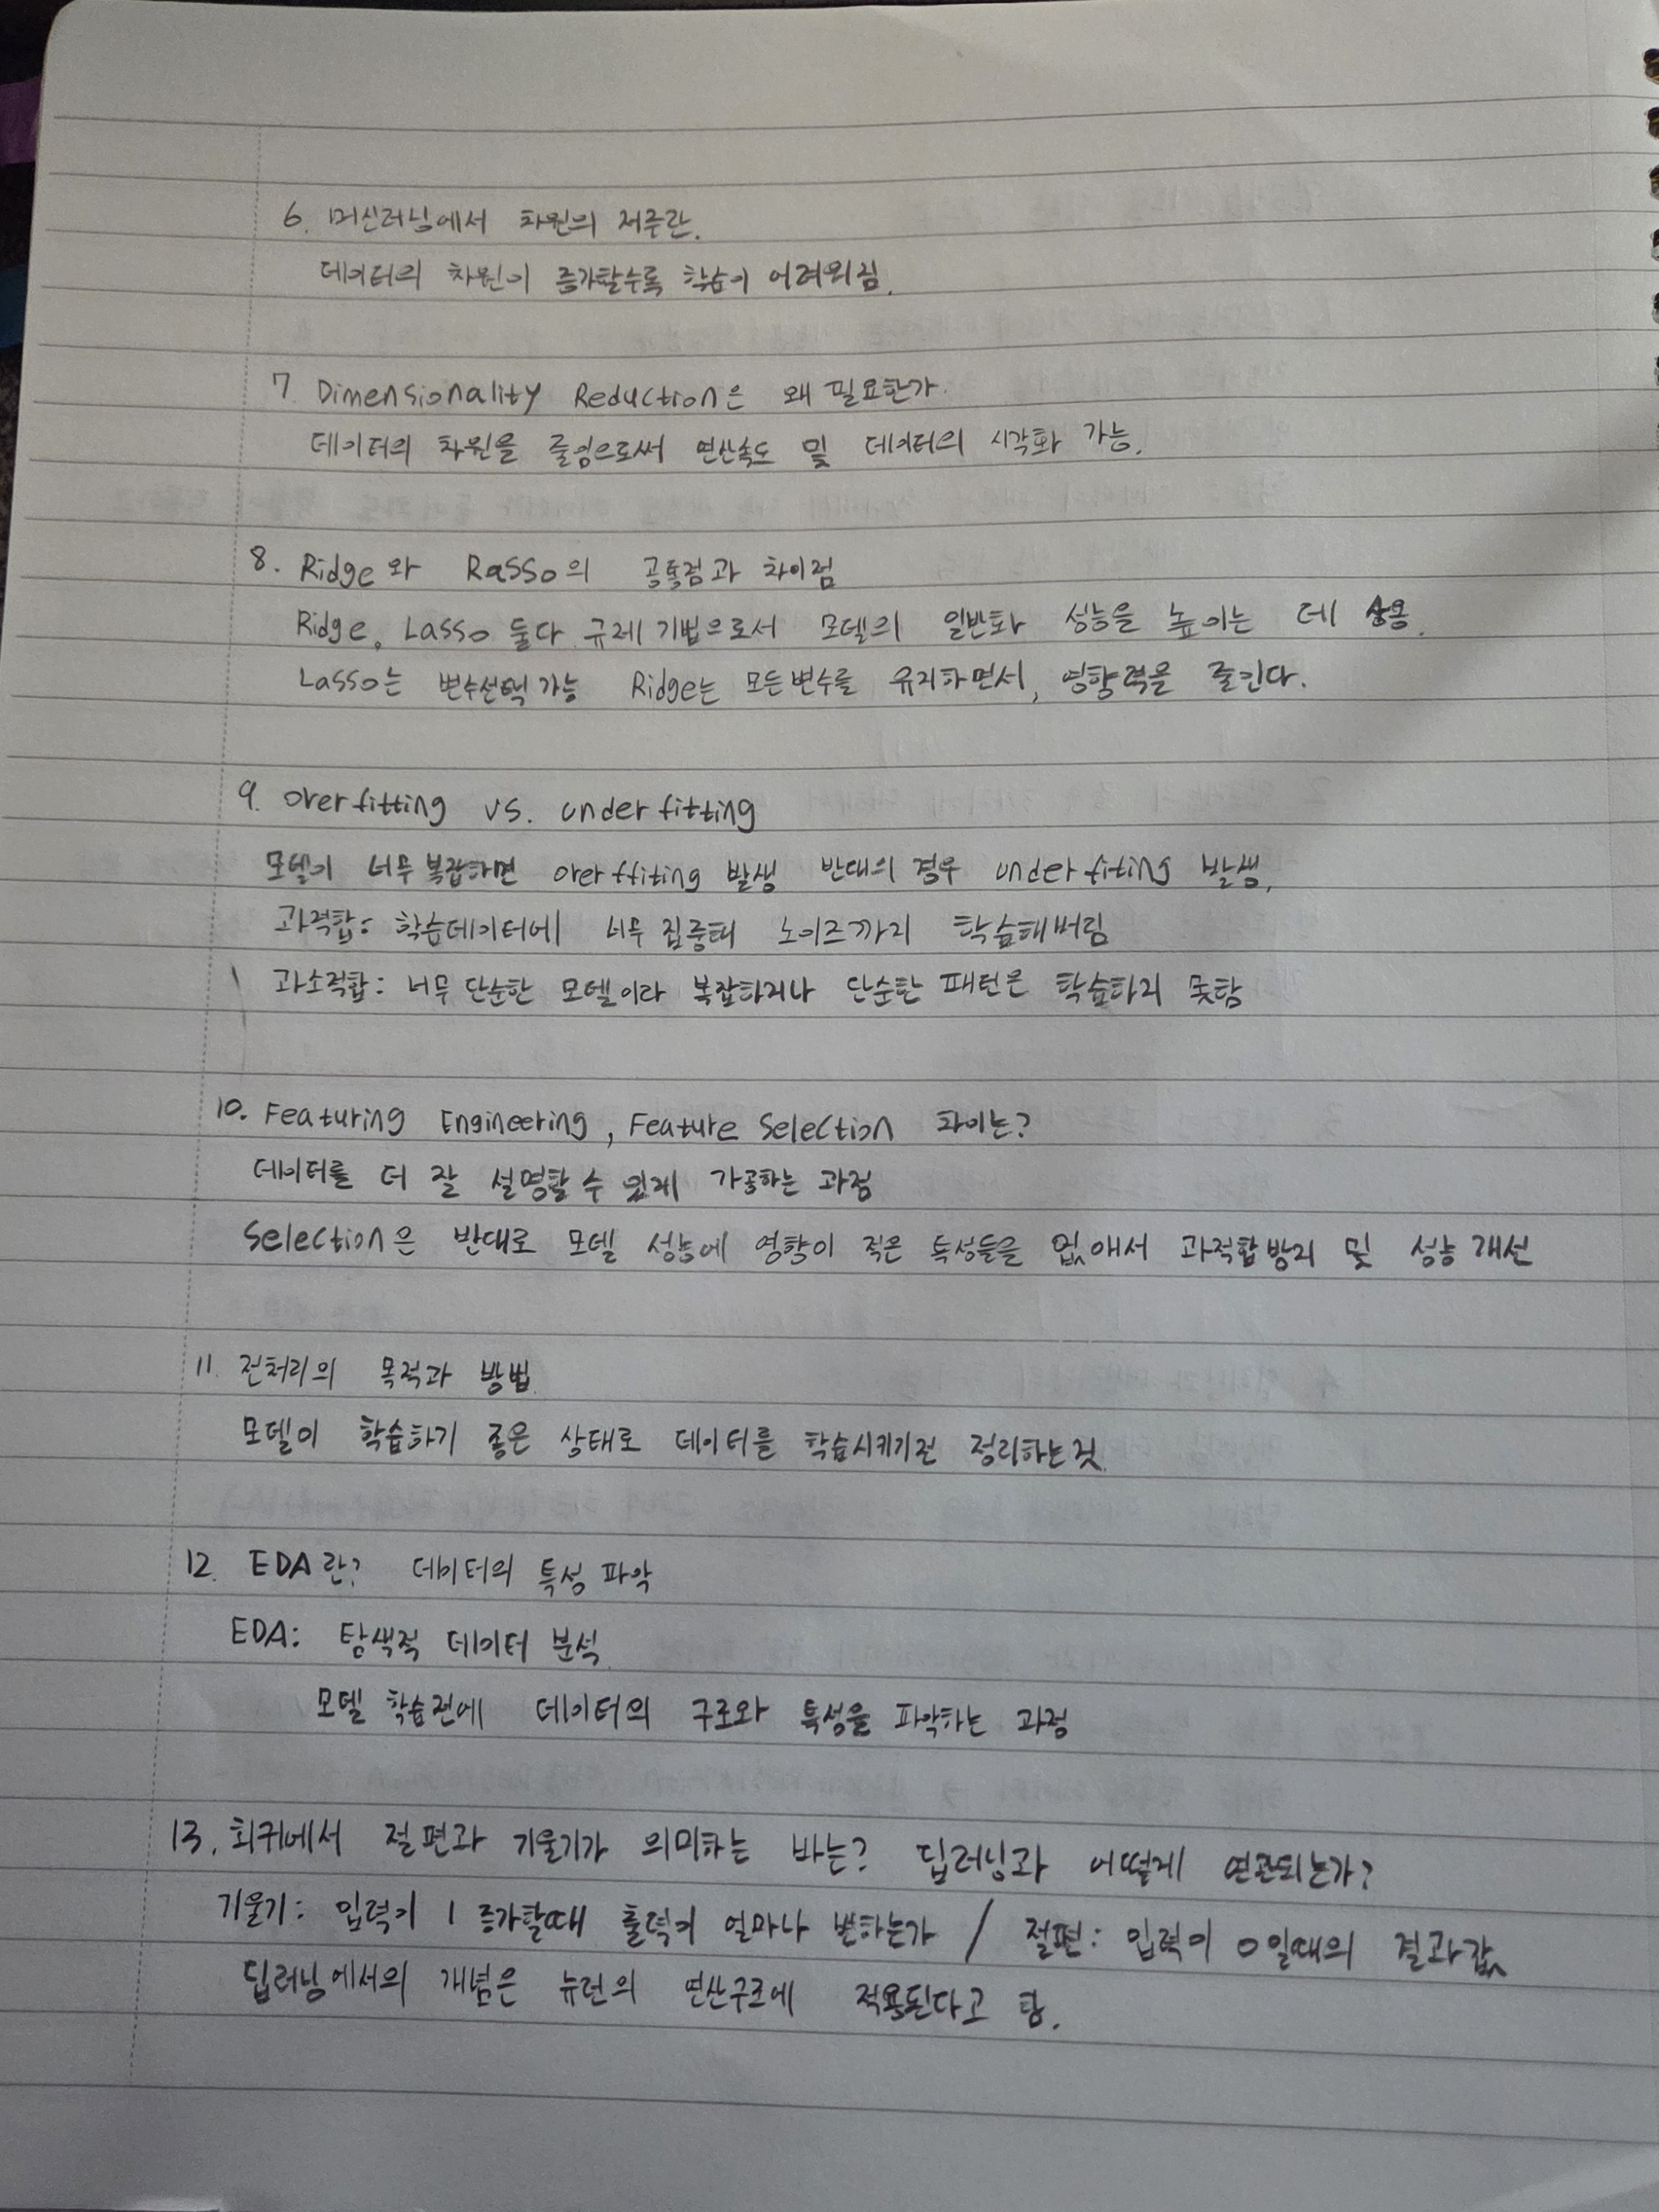 6. 머신러닝에서 차원의 저주란.
데이터의 차원이 증가할수록 학습이 어려워짐.
7 Dimensionality Reduction은 왜 필요한가.
데이터의 차원을 줄임으로써 연산속도 및 데이터의 시각화 가능.
8. Ridge와 Rasso의 공통점과 차이점
Ridge, Lasso 둘다 규제 기법으로서 모델의 일반화 성능을 높이는 데 사용.
Lasso는 변수선택 가능 Ridge는 모든변수를 유지하면서, 영향력을 줄인다.
9. Overfitting vs. underfitting
모델이 너무 복잡하면 overffiting 발생 반대의 경우 underfiting 발생.
과적합: 학습데이터에 너무 집중해 노이즈까지 학습해버림
과소적합: 너무 단순한 모델이라 복잡하거나 단순한 패턴은 학습하지 못함
10. Featuring Engineering, Feature Selection 차이는?
데이터를 더 잘 설명할 수 있게 가공하는 과정
Selection은 반대로 모델 성능에 영향이 적은 특성들을 없애서 과적합방지 및 성능개선
11. 전처리의 목적과 방법.
모델이 학습하기 좋은 상태로 데이터를 학습시키기전 정리하는것.
12. EDA란? 데이터의 특성 파악
EDA: 탐색적 데이터 분석.
모델 학습전에 데이터의 구조와 특성을 파악하는 과정
13. 회귀에서 절편과 기울기가 의미하는 바는? 딥러닝과 어떻게 연관되는가?
기울기: 입력이 1 증가할때 출력이 얼마나 변하는가 / 절편: 입력이 0일때의 결과값
딥러닝에서의 개념은 뉴런의 연산구조에 적용된다고 함.